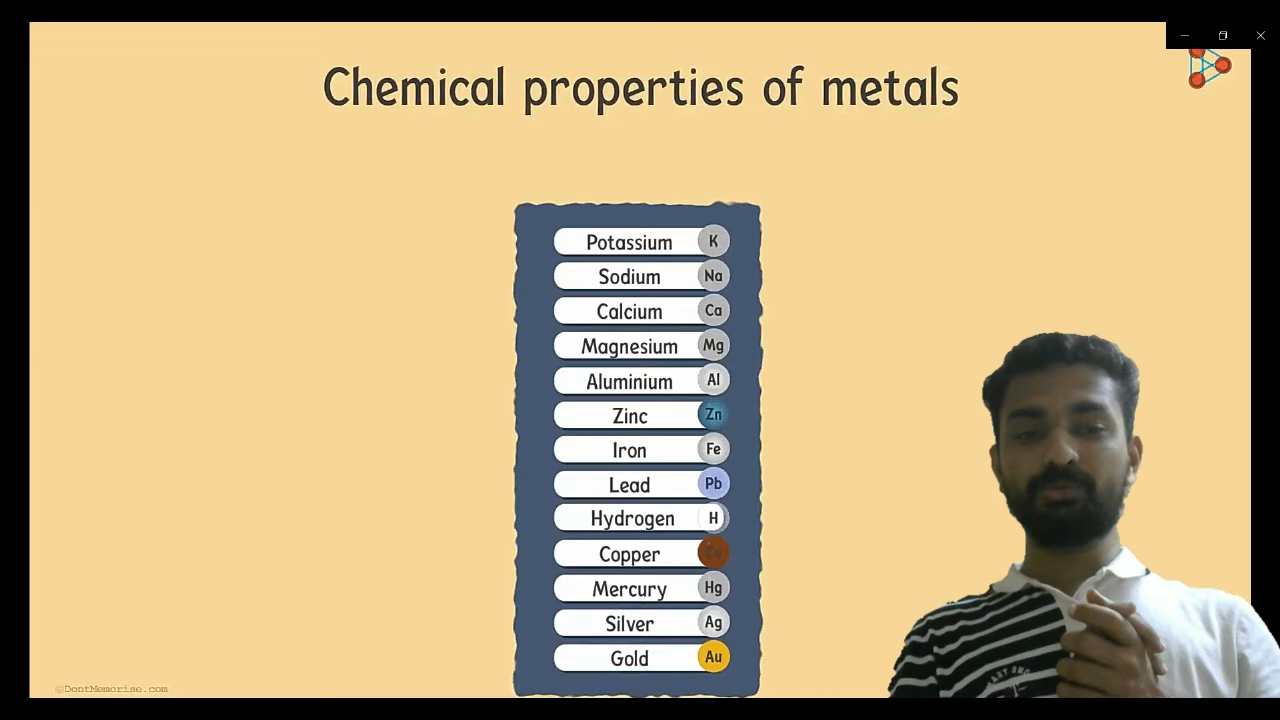 Chemical properties of metals
Potassium K
Sodium Na
Calcium Ca
Magnesium Mg
Aluminium Al
Zinc Zn
Iron Fe
Lead Pb
Hydrogen H
Copper Cu
Mercury Hg
Silver Ag
Gold Au
©DontMemorise.com